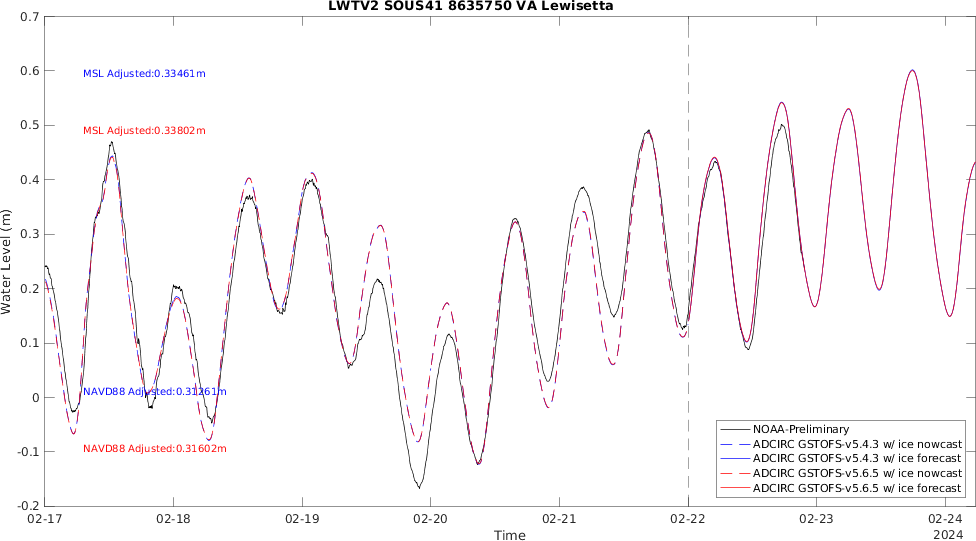 LWTV2 SOUS41 8635750 VA Lewisetta
0.7
0.6
0.5
0.4
0.3
0.2
0.1
0
-0.1
-0.2
Water Level (m)
MSL Adjusted:0.33461m
MSL Adjusted:0.33802m
NAVD88 Adjusted:0.31261m
NAVD88 Adjusted:0.31602m
NOAA-Preliminary
ADCIRC GSTOFS-v5.4.3 w/ ice nowcast
ADCIRC GSTOFS-v5.4.3 w/ ice forecast
ADCIRC GSTOFS-v5.6.5 w/ ice nowcast
ADCIRC GSTOFS-v5.6.5 w/ ice forecast
02-17 02-18 02-19 02-20 02-21 02-22 02-23 02-24
Time
2024